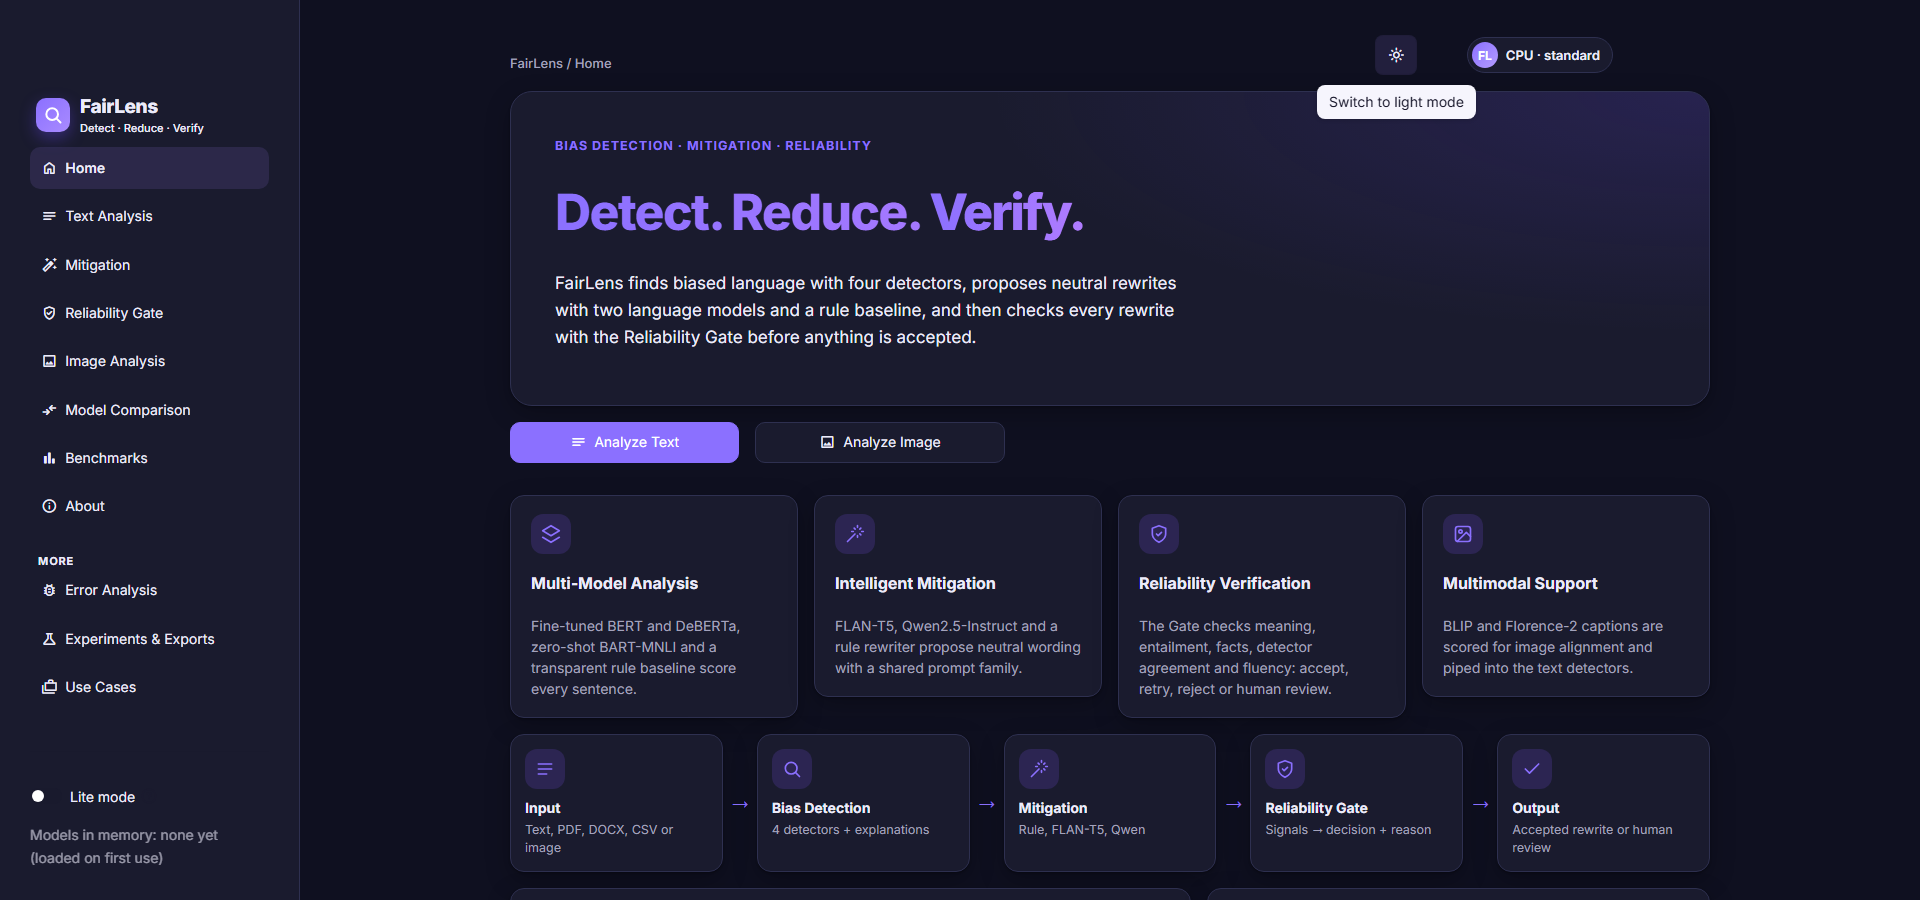 FairLens
Detect · Reduce · Verify
Home
Text Analysis
Mitigation
Reliability Gate
Image Analysis
Model Comparison
Benchmarks
About
MORE
Error Analysis
Experiments & Exports
Use Cases
Lite mode
Models in memory: none yet
(loaded on first use)
FairLens / Home
FL CPU · standard
Switch to light mode
BIAS DETECTION · MITIGATION · RELIABILITY
Detect. Reduce. Verify.
FairLens finds biased language with four detectors, proposes neutral rewrites
with two language models and a rule baseline, and then checks every rewrite
with the Reliability Gate before anything is accepted.
Analyze Text
Analyze Image
Multi-Model Analysis
Fine-tuned BERT and DeBERTa,
zero-shot BART-MNLI and a
transparent rule baseline score
every sentence.
Intelligent Mitigation
FLAN-T5, Qwen2.5-Instruct and a
rule rewriter propose neutral wording
with a shared prompt family.
Reliability Verification
The Gate checks meaning,
entailment, facts, detector
agreement and fluency: accept,
retry, reject or human review.
Multimodal Support
BLIP and Florence-2 captions are
scored for image alignment and
piped into the text detectors.
Input
Text, PDF, DOCX, CSV or
image
→
Bias Detection
4 detectors + explanations
→
Mitigation
Rule, FLAN-T5, Qwen
→
Reliability Gate
Signals → decision + reason
→
Output
Accepted rewrite or human
review